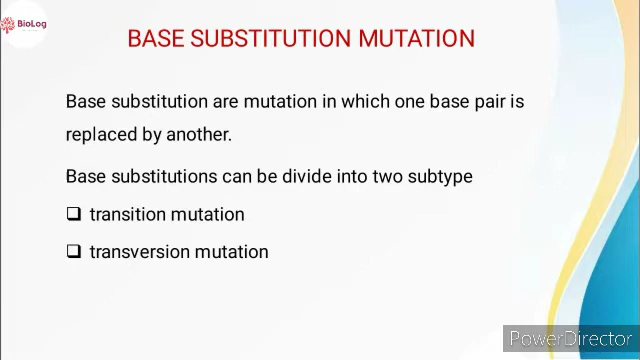 BioLog
BASE SUBSTITUTION MUTATION
Base substitution are mutation in which one base pair is
replaced by another.
Base substitutions can be divide into two subtype
transition mutation
transversion mutation
PowerDirector